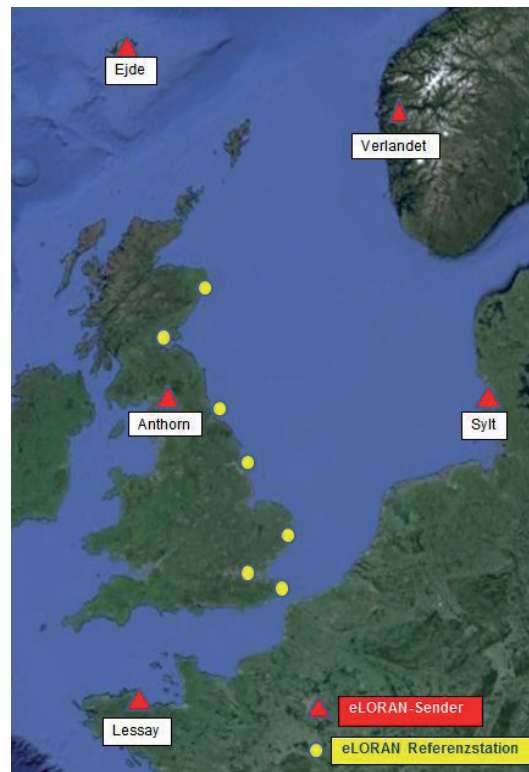 Ejde
Verlandet
Anthorn
Sylt
Lessay
eLORAN-Sender
eLORAN Referenzstation